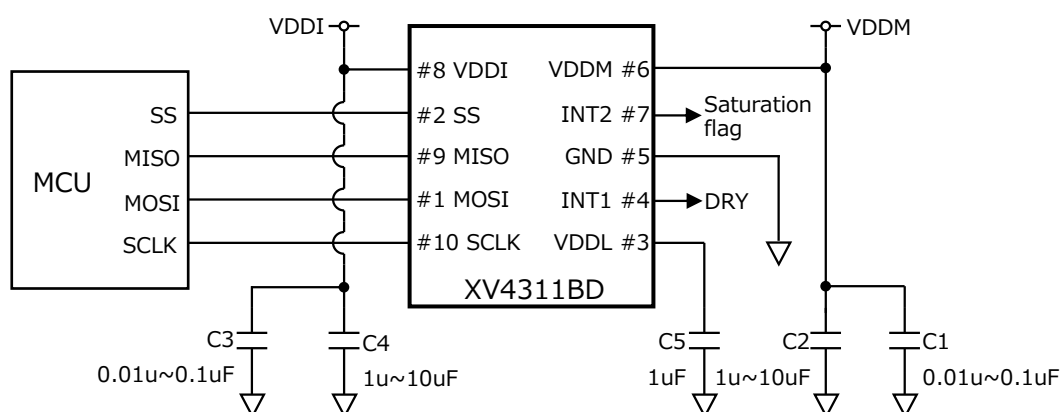 VDDI
VDDM
#8 VDDI
VDDM #6
SS
#2 SS
INT2 #7
Saturation
flag
MCU
MISO
#9 MISO
GND #5
MOSI
#1 MOSI
INT1 #4
DRY
SCLK
#10 SCLK
VDDL #3
XV4311BD
C3
C4
C5
C2
C1
0.01u~0.1uF
1u~10uF
1uF
1u~10uF
0.01u~0.1uF